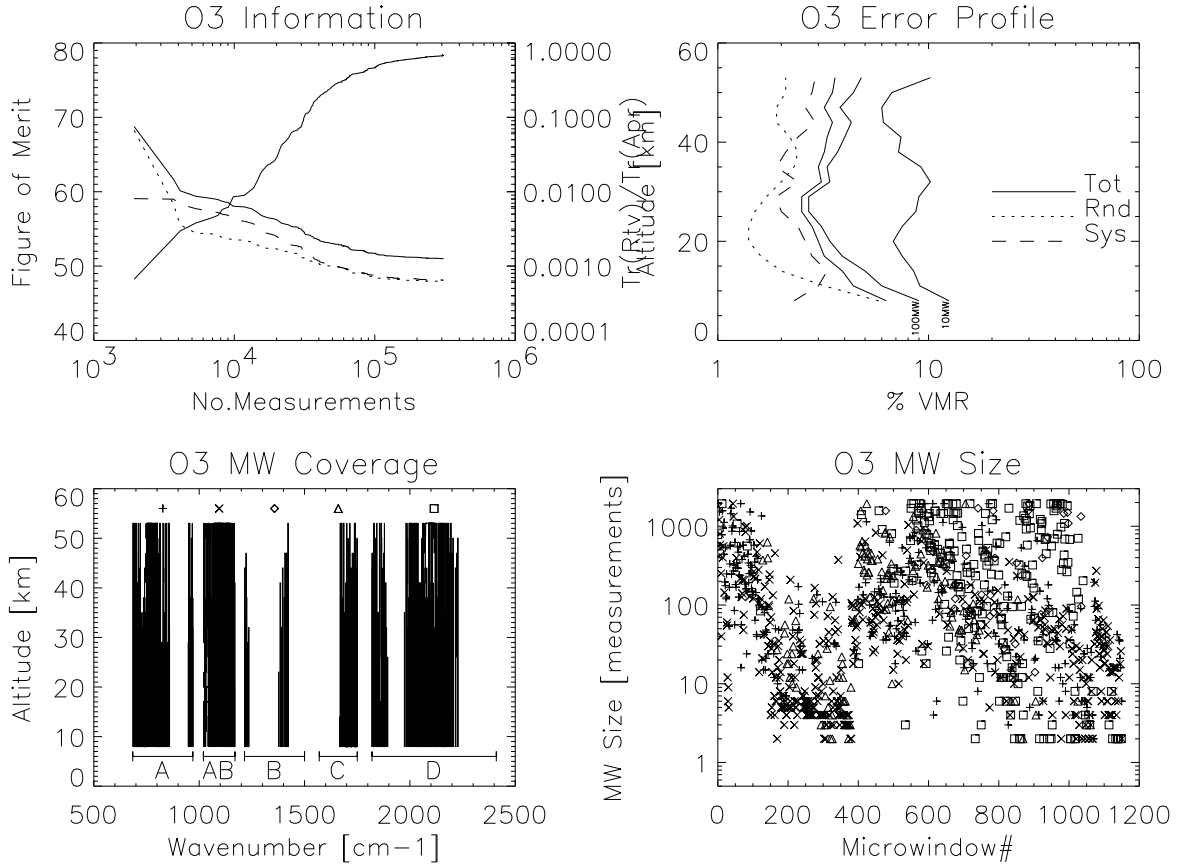 O3 Information
80
70
60
50
40
Figure of Merit
10^3 10^4 10^5 10^6
No.Measurements
1.0000
0.1000
0.0100
0.0010
0.0001
Tr(Rtv)/Tr(Apr)
O3 Error Profile
60
40
20
0
Altitude [km]
Tot
Rnd
Sys
100MW
10MW
1 10 100
% VMR
O3 MW Coverage
60
50
40
30
20
10
0
Altitude [km]
A AB B C D
500 1000 1500 2000 2500
Wavenumber [cm-1]
O3 MW Size
1000
100
10
1
MW Size [measurements]
0 200 400 600 800 1000 1200
Microwindow#